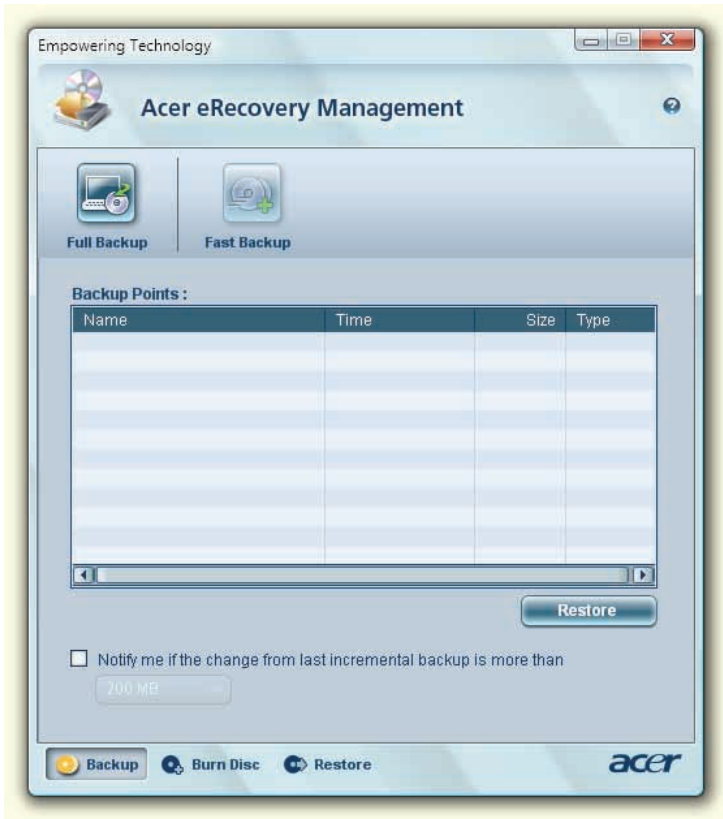 Empowering Technology
Acer eRecovery Management
Full Backup Fast Backup
Backup Points :
Name Time Size Type
Restore
Notify me if the change from last incremental backup is more than
200 MB
Backup Burn Disc Restore acer